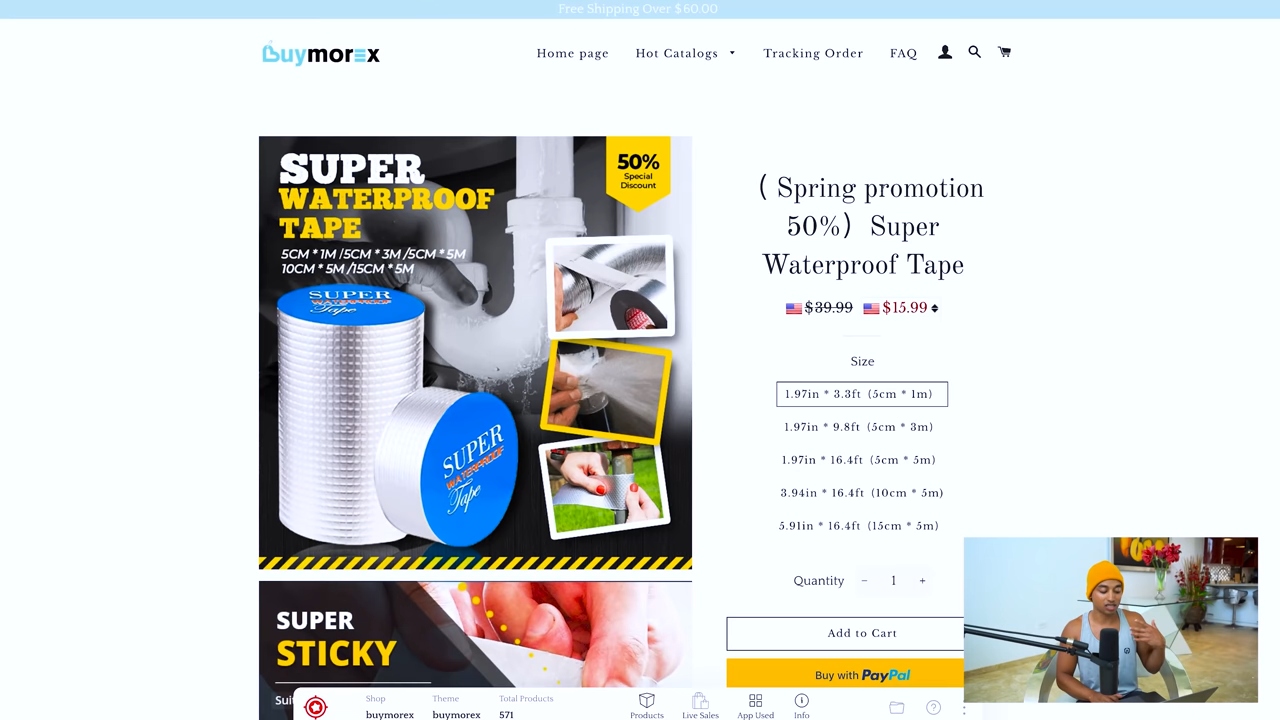 Free Shipping Over $60.00
buymorex
Home page
Hot Catalogs
Tracking Order
FAQ
SUPER
WATERPROOF
TAPE
5CM * 1M /5CM * 3M /5CM * 5M
10CM * 5M /15CM * 5M
50%
Special
Discount
SUPER
WATERPROOF
Tape
SUPER
WATERPROOF
Tape
( Spring promotion
50%) Super
Waterproof Tape
$39.99 $15.99
Size
1.97in * 3.3ft (5cm * 1m)
1.97in * 9.8ft (5cm * 3m)
1.97in * 16.4ft (5cm * 5m)
3.94in * 16.4ft (10cm * 5m)
5.91in * 16.4ft (15cm * 5m)
Quantity − 1 +
Add to Cart
Buy with PayPal
SUPER
STICKY
Sui
Shop
buymorex
Theme
buymorex
Total Products
571
Products
Live Sales
App Used
Info